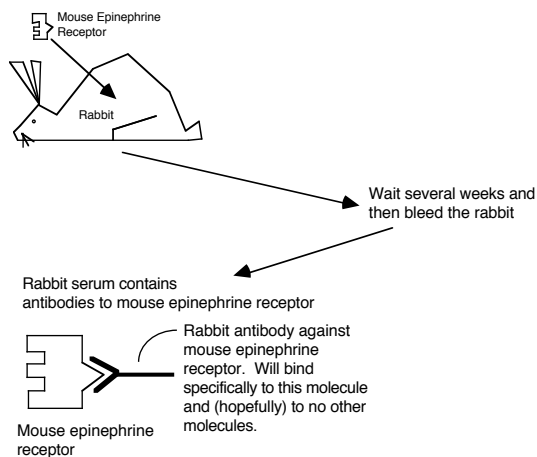 Mouse Epinephrine
Receptor
Rabbit
Wait several weeks and
then bleed the rabbit
Rabbit serum contains
antibodies to mouse epinephrine receptor
Rabbit antibody against
mouse epinephrine
receptor.  Will bind
specifically to this molecule
and (hopefully) to no other
molecules.
Mouse epinephrine
receptor